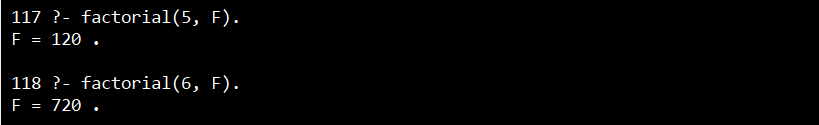 117 ?- factorial(5, F).
F = 120 .
118 ?- factorial(6, F).
F = 720 .